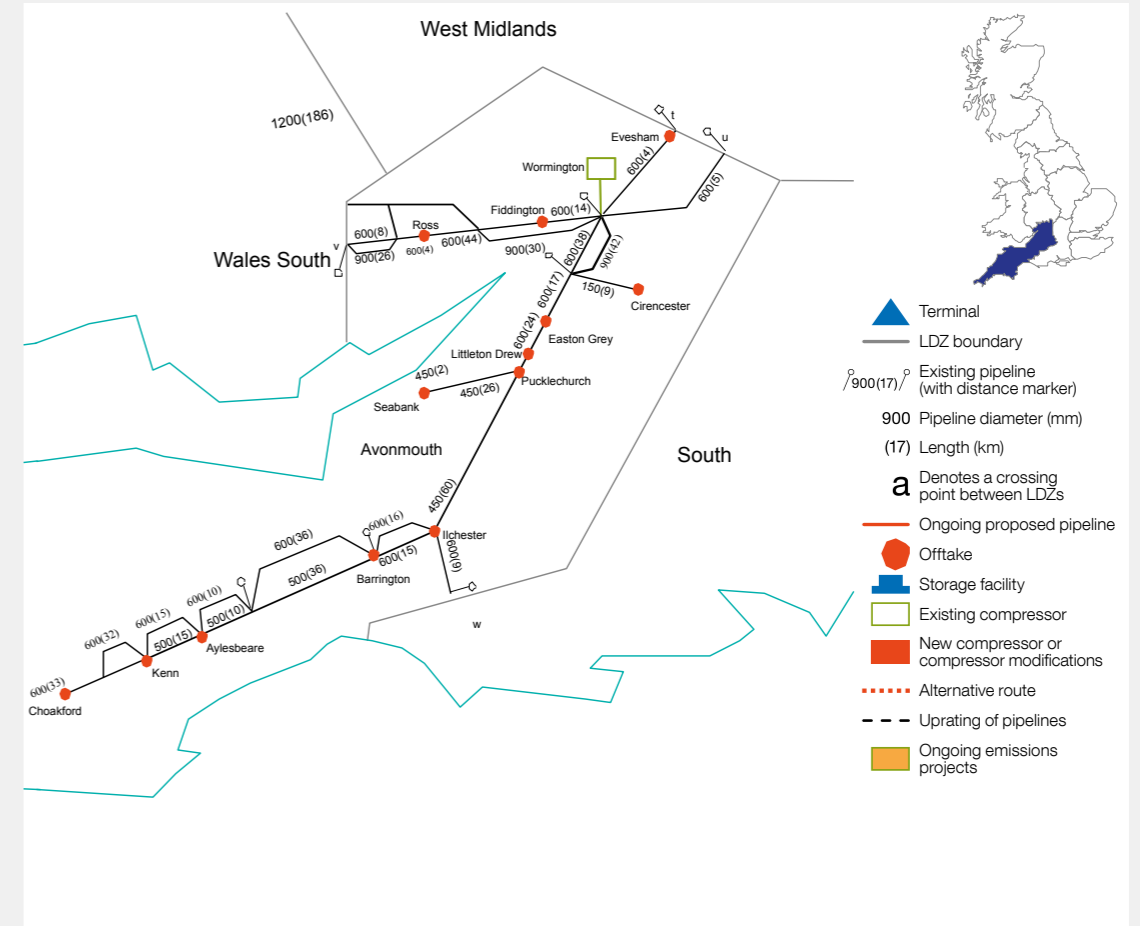 West Midlands
1200(186)
t
Evesham
u
Wormington
600(4)
600(5)
Fiddington
600(14)
Ross
600(8)
600(4)
600(44)
v
900(26)
900(30)
600(38)
900(42)
Wales South
150(9)
Cirencester
600(17)
Easton Grey
600(24)
Littleton Drew
Pucklechurch
450(2)
450(26)
Seabank
Avonmouth
South
450(60)
600(16)
Ilchester
600(36)
600(15)
600(9)
Barrington
500(36)
w
600(10)
500(10)
Aylesbeare
600(15)
500(15)
Kenn
600(32)
600(33)
Choakford
Terminal
LDZ boundary
900(17)
Existing pipeline
(with distance marker)
900 Pipeline diameter (mm)
(17) Length (km)
a Denotes a crossing
point between LDZs
Ongoing proposed pipeline
Offtake
Storage facility
Existing compressor
New compressor or
compressor modifications
Alternative route
Uprating of pipelines
Ongoing emissions
projects